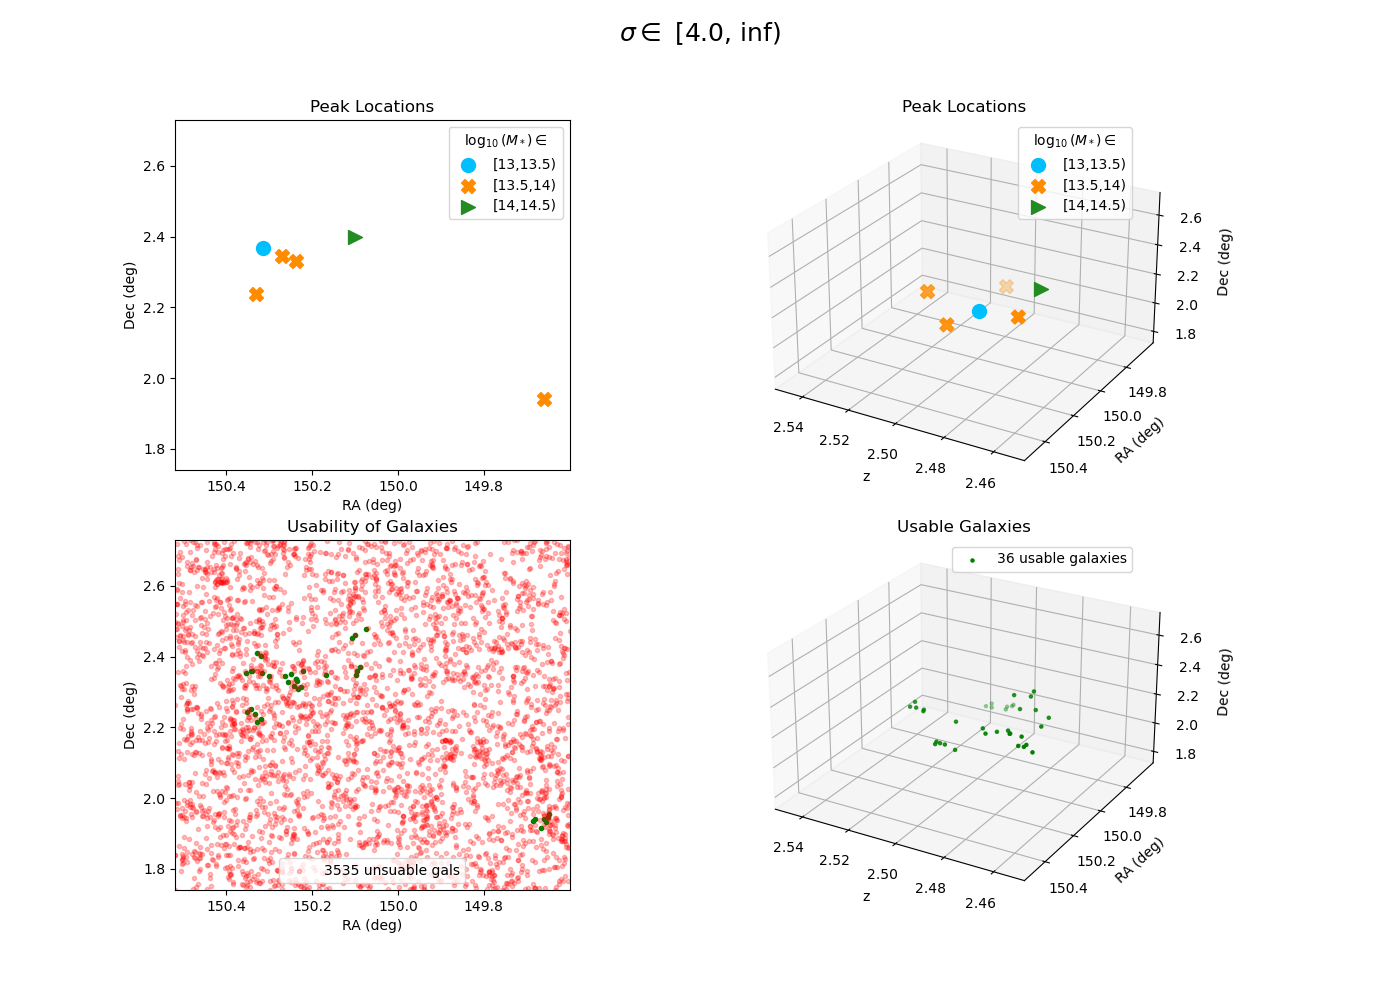 σ ∈ [4.0, inf)
Peak Locations
log₁₀(M*) ∈
[13,13.5)
[13.5,14)
[14,14.5)
2.6
2.4
2.2
2.0
1.8
Dec (deg)
150.4 150.2 150.0 149.8
RA (deg)
Peak Locations
log₁₀(M*) ∈
[13,13.5)
[13.5,14)
[14,14.5)
2.6
2.4
2.2
2.0
1.8
Dec (deg)
149.8
150.0
150.2
150.4
RA (deg)
2.54
2.52
2.50
2.48
2.46
z
Usability of Galaxies
2.6
2.4
2.2
2.0
1.8
Dec (deg)
3535 unsuable gals
150.4 150.2 150.0 149.8
RA (deg)
Usable Galaxies
36 usable galaxies
2.6
2.4
2.2
2.0
1.8
Dec (deg)
149.8
150.0
150.2
150.4
RA (deg)
2.54
2.52
2.50
2.48
2.46
z